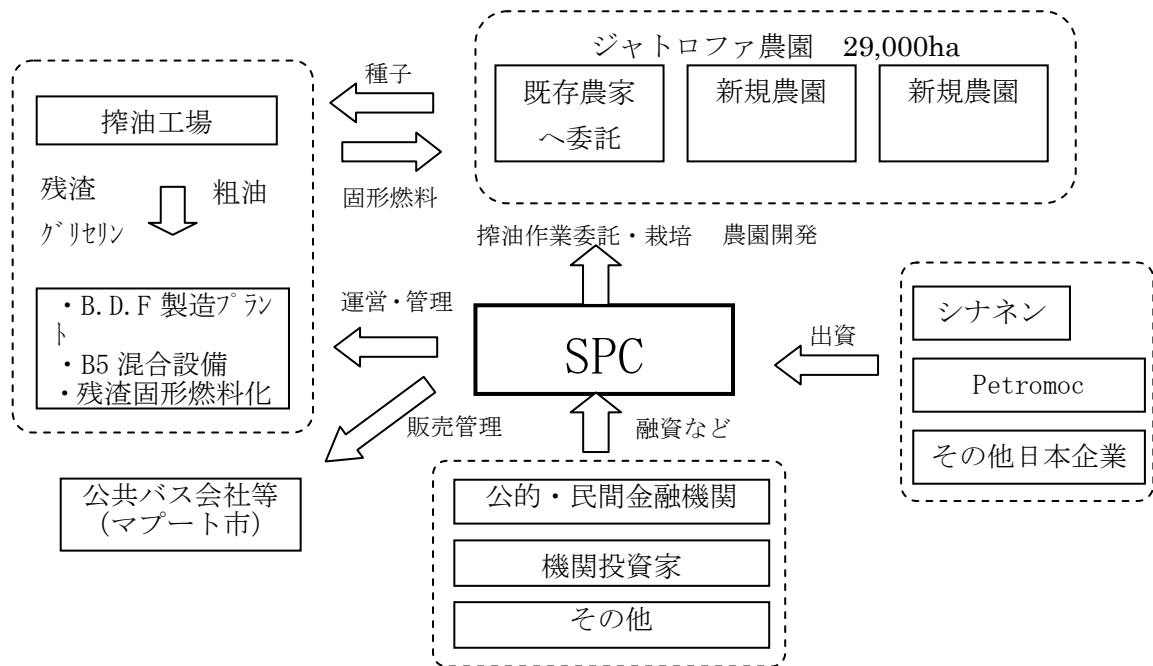 ジャトロファ農園 29,000ha
種子
既存農家
へ委託
新規農園
新規農園
搾油工場
固形燃料
残渣
粗油
ｸﾞﾘｾﾘﾝ
搾油作業委託・栽培 農園開発
・B.D.F 製造ﾌﾟﾗﾝ
ﾄ
・B5 混合設備
・残渣固形燃料化
運営・管理
SPC
出資
シナネン
Petromoc
その他日本企業
販売管理
融資など
公共バス会社等
(マプート市)
公的・民間金融機関
機関投資家
その他